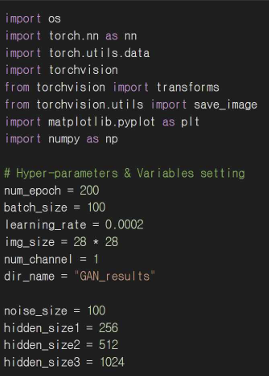 import os
import torch.nn as nn
import torch.utils.data
import torchvision
from torchvision import transforms
from torchvision.utils import save_image
import matplotlib.pyplot as plt
import numpy as np
# Hyper-parameters & Variables setting
num_epoch = 200
batch_size = 100
learning_rate = 0.0002
img_size = 28 * 28
num_channel = 1
dir_name = "GAN_results"
noise_size = 100
hidden_size1 = 256
hidden_size2 = 512
hidden_size3 = 1024